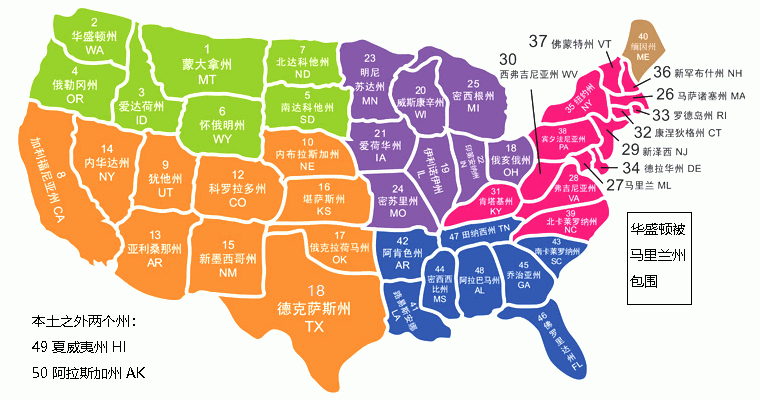 2
华盛顿州
WA
1
蒙大拿州
MT
7
北达科他州
ND
23
明尼
苏达州
MN
37 佛蒙特州 VT
40
缅因州
ME
30
西弗吉尼亚州 WV
4
俄勒冈州
OR
3
爱达荷州
ID
6
怀俄明州
WY
5
南达科他州
SD
20
威斯康辛州
WI
25
密西根州
MI
35 纽约州
NY
36 新罕布什州 NH
26 马萨诸塞州 MA
33 罗德岛州 RI
32 康涅狄格州 CT
29 新泽西 NJ
34 德拉华州 DE
27马里兰 ML
38
宾夕法尼亚州
PA
8
加利福尼亚州 CA
14
内华达州
NY
9
犹他州
UT
12
科罗拉多州
CO
10
内布拉斯加州
NE
16
堪萨斯州
KS
21
爱荷华州
IA
19
伊利诺伊州
IL
22
印第安纳州
IN
18
俄亥俄州
OH
24
密苏里州
MO
31
肯塔基州
KY
28
弗吉尼亚州
VA
39
北卡莱罗纳州
NC
13
亚利桑那州
AR
15
新墨西哥州
NM
17
俄克拉荷马州
OK
18
德克萨斯州
TX
42
阿肯色州
AR
47 田纳西州 TN
43
南卡莱罗纳州
SC
44
密西西
比州
MS
48
阿拉巴马州
AL
45
乔治亚州
GA
41
路易斯安那
LA
46
佛罗里达州
FL
华盛顿被
马里兰州
包围
本土之外两个州：
49 夏威夷州 HI
50 阿拉斯加州 AK